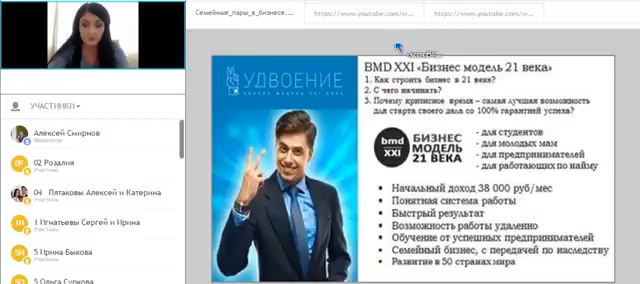 Семейные_пары_в_бизнесе....
https://www.youtube.com/w...
https://www.youtube.com/w...
УЧАСТНИКИ
Алексей Смирнов
Модератор
02 Розалия
Участник
04 Пятаковы Алексей и Катерина
Участник
1 Игнатьевы Сергей и Ирина
Участник
5 Ирина Быкова
Участник
5 Ольга Суркова
УДВОЕНИЕ
BMD XXI «Бизнес модель 21 века»
1. Как строить бизнес в 21 веке?
2. С чего начинать?
3. Почему кризисное время – самая лучшая возможность
для старта своего дела со 100% гарантией успеха?
bmd
XXI
БИЗНЕС
МОДЕЛЬ
21 ВЕКА
- для студентов
- для молодых мам
- для предпринимателей
- для работающих по найму
• Начальный доход 38 000 руб/мес
• Понятная система работы
• Быстрый результат
• Возможность работы удаленно
• Обучение от успешных предпринимателей
• Семейный бизнес, с передачей по наследству
• Развитие в 50 странах мира